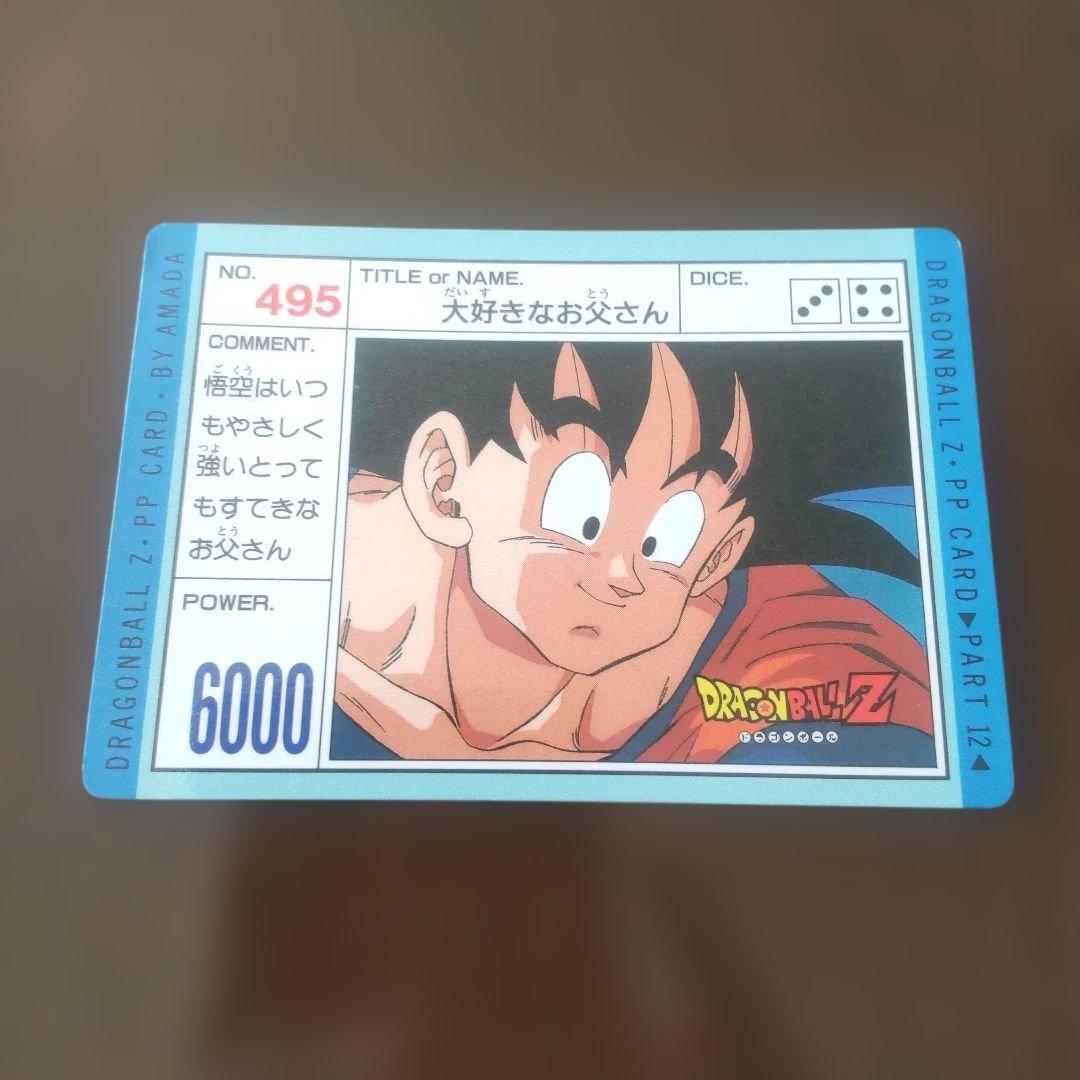 DRAGONBALL Z・PP CARD・BY AMADA
NO.
495
TITLE or NAME.
だいす とう
大好きなお父さん
DICE.
COMMENT.
ごくう
悟空はいつ
もやさしく
つよ
強いとって
もすてきな
とう
お父さん
POWER.
6000
DRAGONBALL Z
ドラゴンボール
DRAGONBALL Z・PP CARD▶PART 12◀